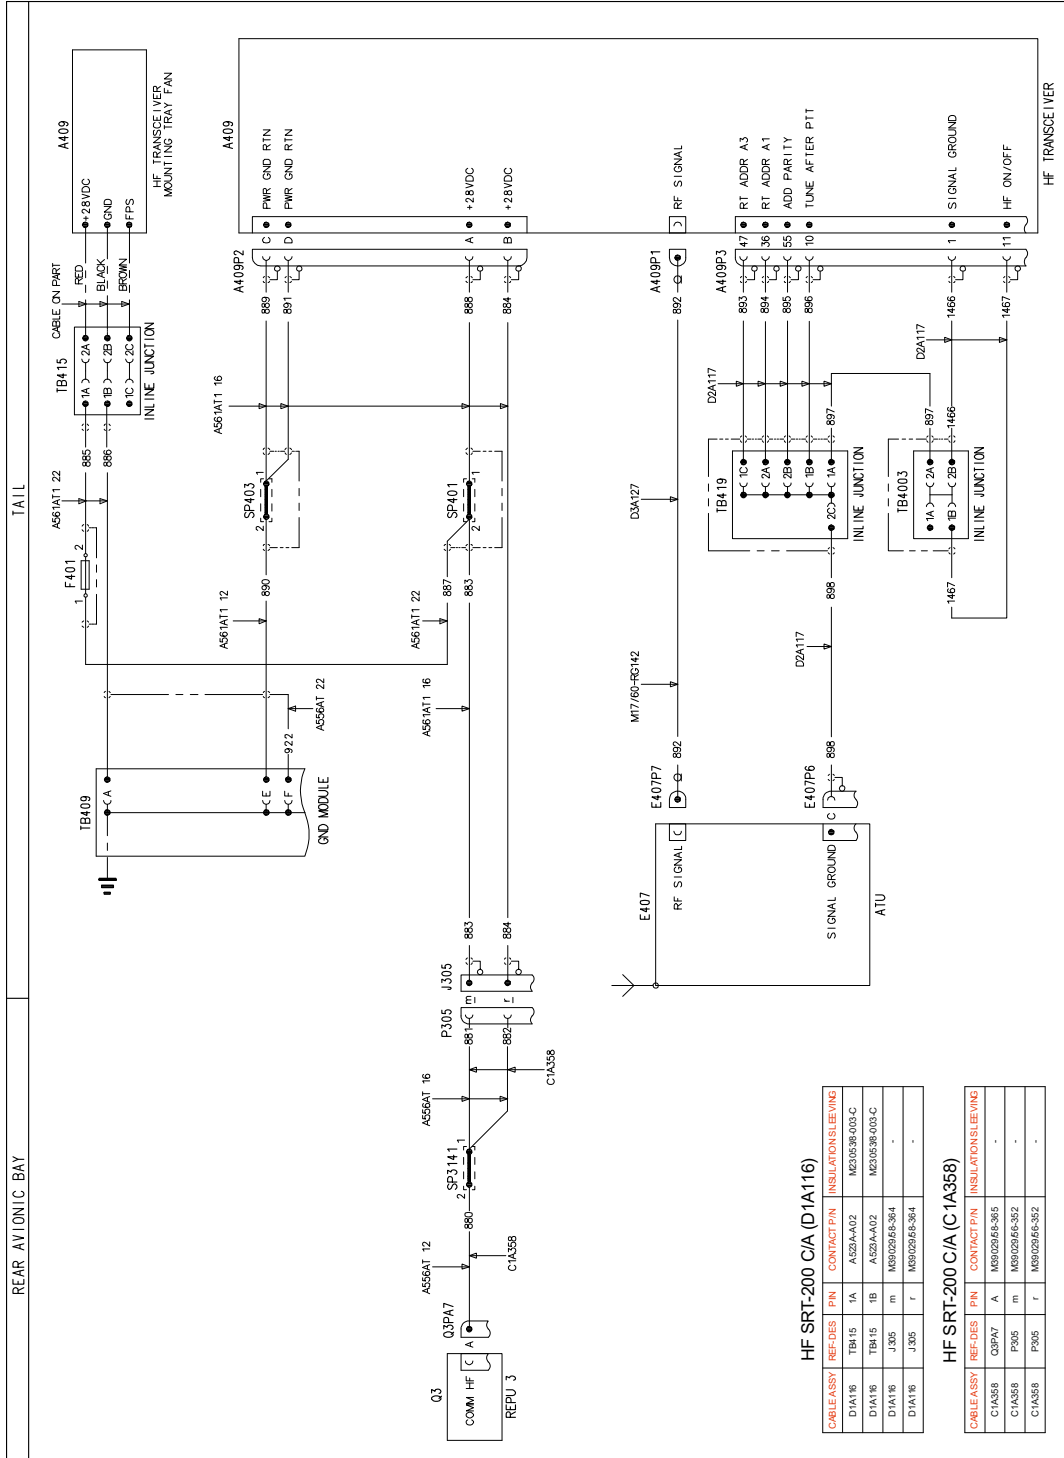 REAR AVIONIC BAY
TAIL
A409
HF TRANSCEIVER
MOUNTING TRAY FAN
+28VDC
GND
FPS
CABLE ON PART
RED
BLACK
BROWN
TB415
1A
2A
1B
2B
1C
2C
INLINE JUNCTION
885
886
A561AT1 22
F401
1
2
TB409
A
E
F
GND MODULE
922
A556AT 22
A409
HF TRANSCEIVER
A409P2
C
PWR GND RTN
D
PWR GND RTN
A
+28VDC
B
+28VDC
889
891
888
884
A561AT1 16
SP403
1
2
SP401
1
2
890
A561AT1 12
887
883
A561AT1 22
A561AT1 16
A409P1
RF SIGNAL
892
D3A127
M17/60-RG142
892
E407P7
A409P3
47
RT ADDR A3
36
RT ADDR A1
55
ADD PARITY
10
TUNE AFTER PTT
1
SIGNAL GROUND
11
HF ON/OFF
893
894
895
896
1466
1467
D2A117
D2A117
TB419
1C
2A
2B
1B
1A
2C
INLINE JUNCTION
897
897
1466
TB4003
1A
2A
1B
2B
INLINE JUNCTION
1467
898
D2A117
898
E407P6
C
E407
RF SIGNAL
SIGNAL GROUND
ATU
J305
P305
m
r
883
884
881
882
C1A358
A556AT 16
SP3141
1
2
880
C1A358
A556AT 12
Q3PA7
A
Q3
COMM HF
REPU 3
HF SRT-200 C/A (D1A116)
CABLE ASSY REF-DES PIN CONTACT P/N INSULATION SLEEVING
D1A116 TB415 1A A523A-A02 M23053/8-003-C
D1A116 TB415 1B A523A-A02 M23053/8-003-C
D1A116 J305 m M39029/58-364 -
D1A116 J305 r M39029/58-364 -
HF SRT-200 C/A (C1A358)
CABLE ASSY REF-DES PIN CONTACT P/N INSULATION SLEEVING
C1A358 Q3PA7 A M39029/58-365 -
C1A358 P305 m M39029/56-352 -
C1A358 P305 r M39029/56-352 -